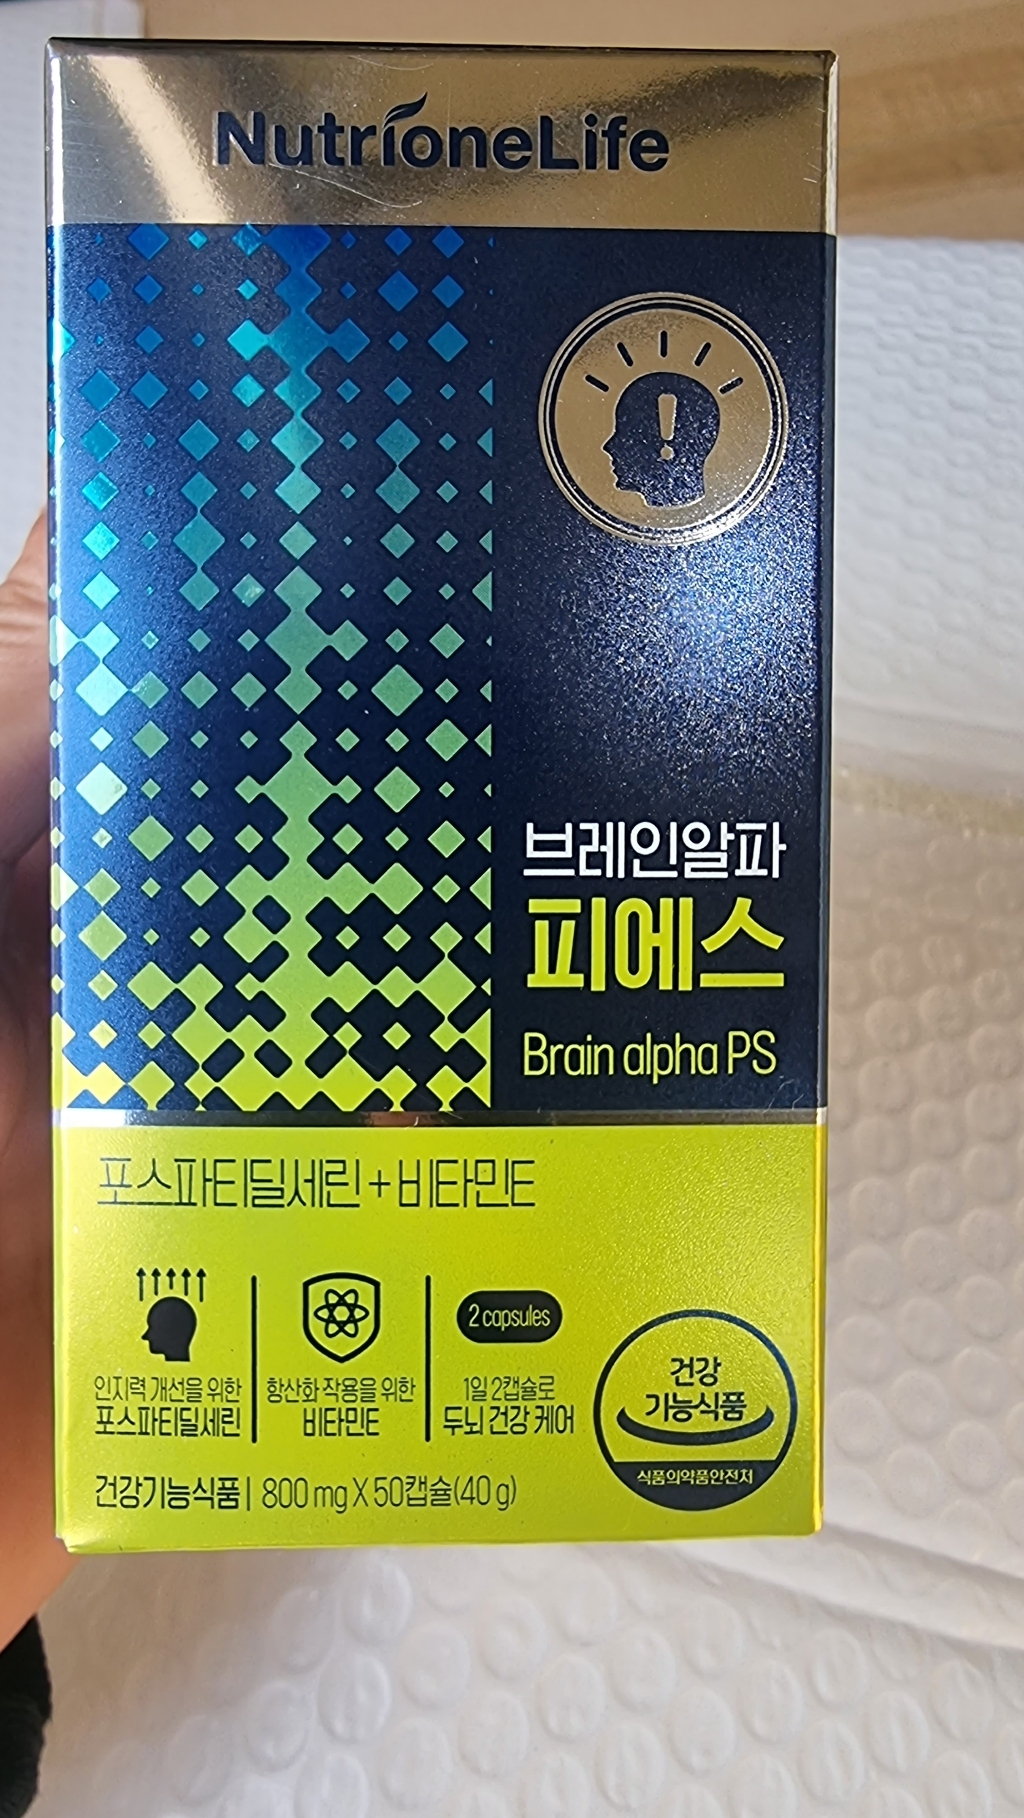 NutrioneLife
브레인알파
피에스
Brain alpha PS
포스파티딜세린 + 비타민E
인지력 개선을 위한
포스파티딜세린
항산화 작용을 위한
비타민E
2 capsules
1일 2캡슐로
두뇌 건강 케어
건강
기능식품
식품의약품안전처
건강기능식품 | 800 mg X 50캡슐(40 g)